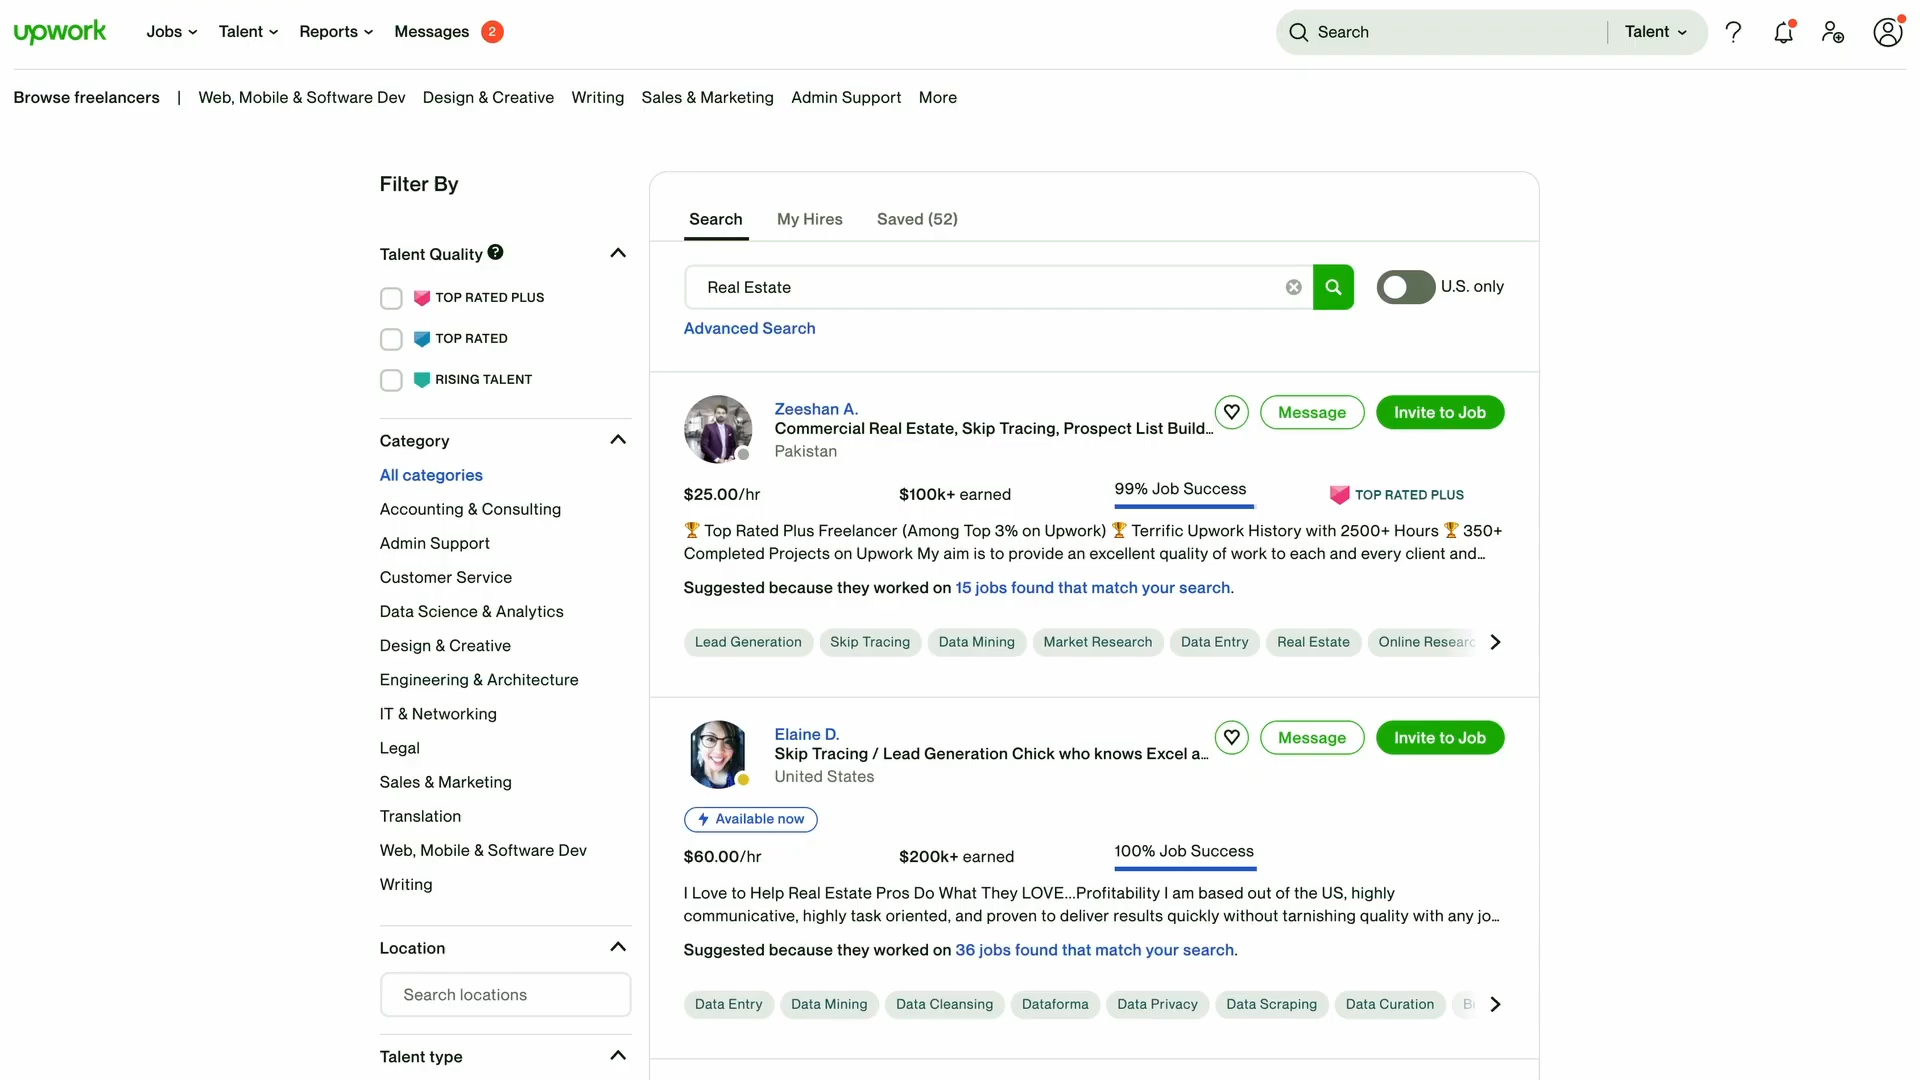 upwork
Jobs
Talent
Reports
Messages
2
Search
Talent
Browse freelancers
|
Web, Mobile & Software Dev
Design & Creative
Writing
Sales & Marketing
Admin Support
More
Filter By
Talent Quality
TOP RATED PLUS
TOP RATED
RISING TALENT
Category
All categories
Accounting & Consulting
Admin Support
Customer Service
Data Science & Analytics
Design & Creative
Engineering & Architecture
IT & Networking
Legal
Sales & Marketing
Translation
Web, Mobile & Software Dev
Writing
Location
Search locations
Talent type
Search
My Hires
Saved (52)
Real Estate
U.S. only
Advanced Search
Zeeshan A.
Commercial Real Estate, Skip Tracing, Prospect List Build...
Pakistan
Message
Invite to Job
$25.00/hr
$100k+ earned
99% Job Success
TOP RATED PLUS
🏆 Top Rated Plus Freelancer (Among Top 3% on Upwork) 🏆 Terrific Upwork History with 2500+ Hours 🏆 350+
Completed Projects on Upwork My aim is to provide an excellent quality of work to each and every client and...
Suggested because they worked on 15 jobs found that match your search.
Lead Generation
Skip Tracing
Data Mining
Market Research
Data Entry
Real Estate
Online Researc
Elaine D.
Skip Tracing / Lead Generation Chick who knows Excel a...
United States
Message
Invite to Job
Available now
$60.00/hr
$200k+ earned
100% Job Success
I Love to Help Real Estate Pros Do What They LOVE...Profitability I am based out of the US, highly
communicative, highly task oriented, and proven to deliver results quickly without tarnishing quality with any jo...
Suggested because they worked on 36 jobs found that match your search.
Data Entry
Data Mining
Data Cleansing
Dataforma
Data Privacy
Data Scraping
Data Curation